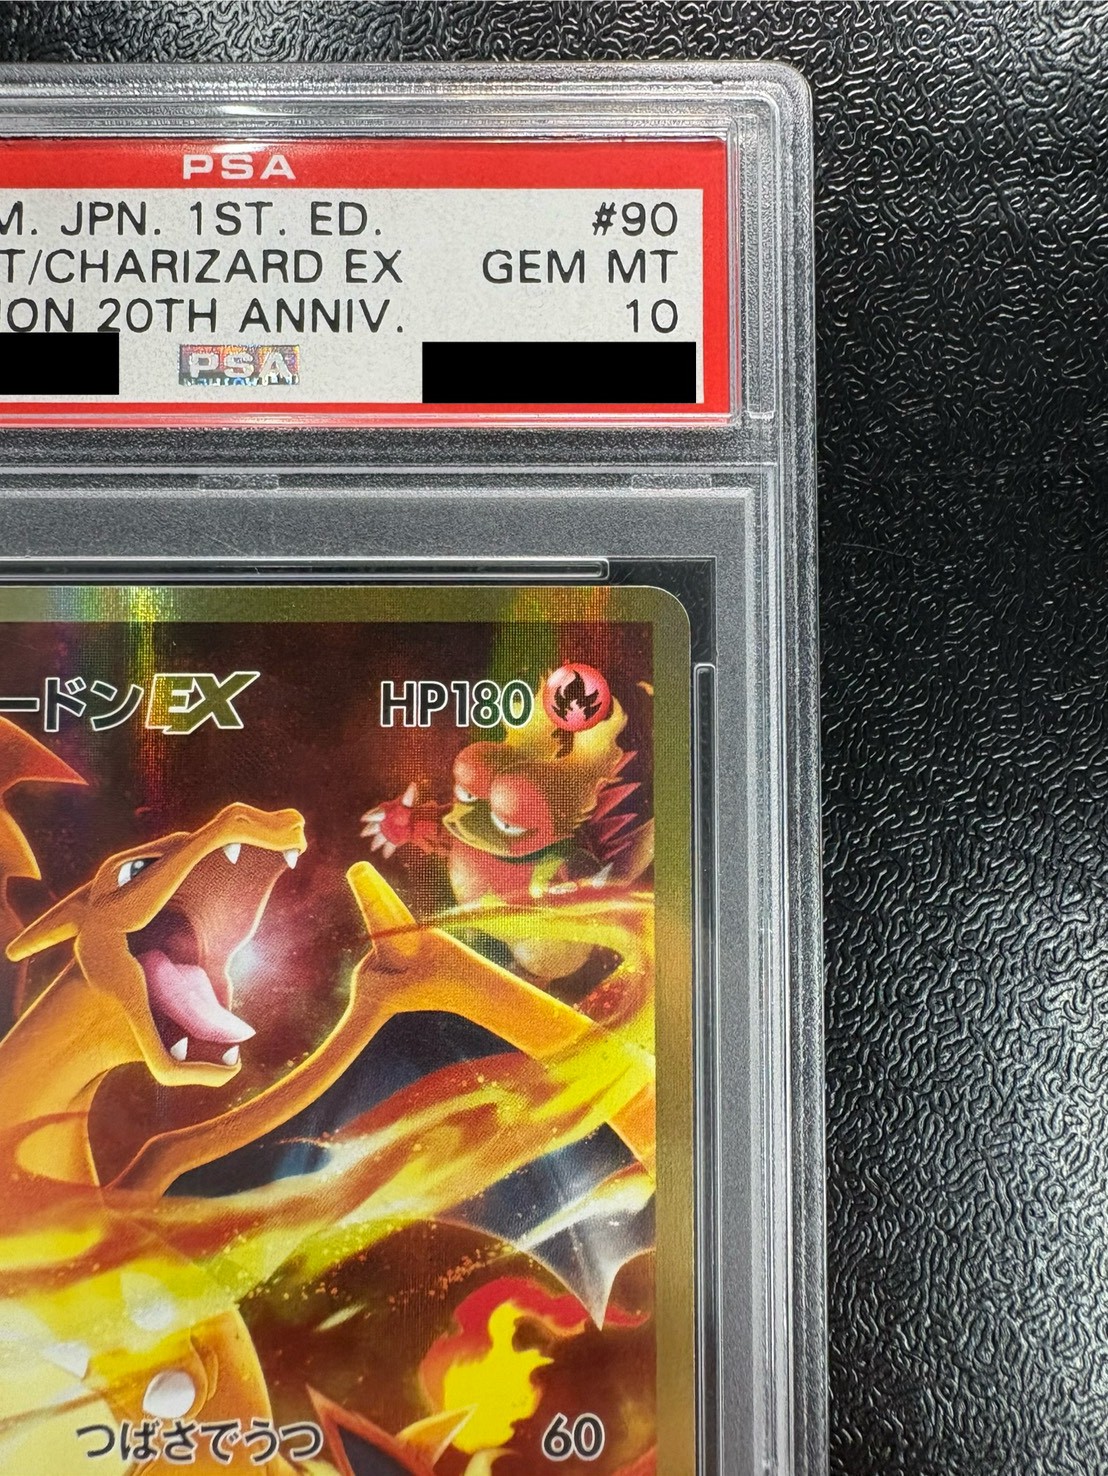 PSA
M. JPN. 1ST. ED. #90
T/CHARIZARD EX GEM MT
ION 20TH ANNIV. 10
PSA
ードンEX HP180
つばさでうつ 60